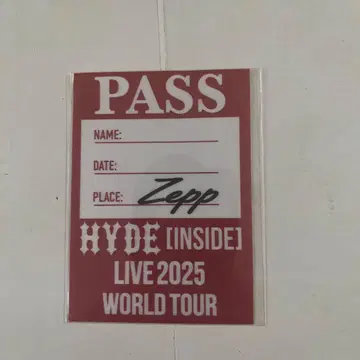 PASS
NAME:
DATE:
PLACE: Zepp
HYDE [INSIDE]
LIVE 2025
WORLD TOUR